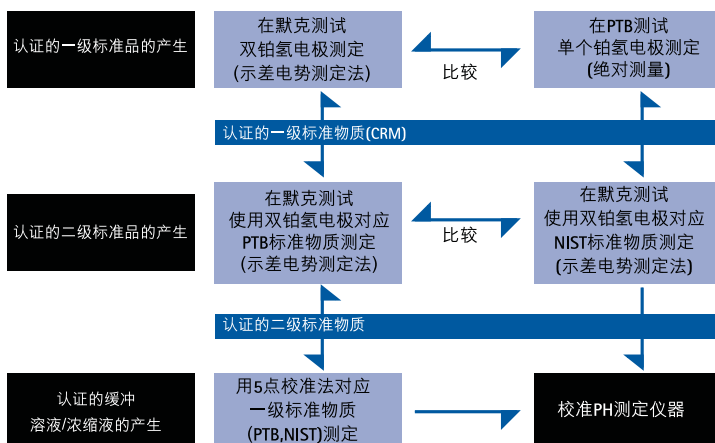 认证的一级标准品的产生
在默克测试
双铂氢电极测定
(示差电势测定法)
比较
在PTB测试
单个铂氢电极测定
(绝对测量)
认证的一级标准物质(CRM)
认证的二级标准品的产生
在默克测试
使用双铂氢电极对应
PTB标准物质测定
(示差电势测定法)
比较
在默克测试
使用双铂氢电极对应
NIST标准物质测定
(示差电势测定法)
认证的二级标准物质
认证的缓冲
溶液/浓缩液的产生
用5点校准法对应
一级标准物质
(PTB,NIST)测定
校准PH测定仪器